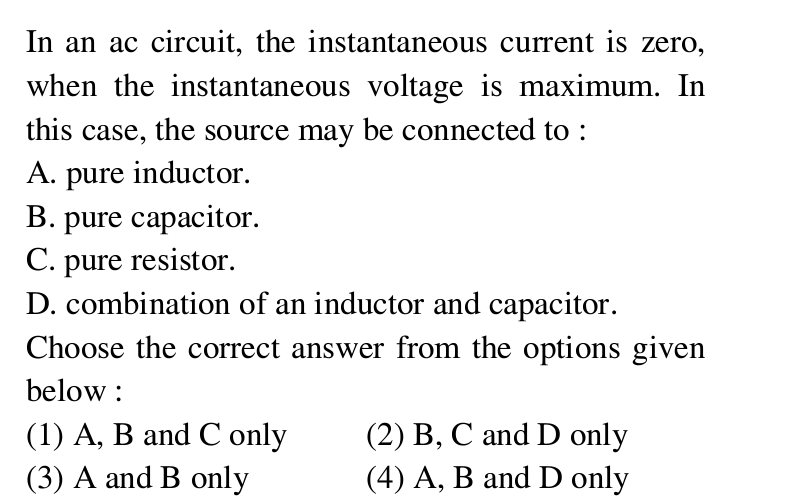 In an ac circuit, the instantaneous current is zero,
when the instantaneous voltage is maximum. In
this case, the source may be connected to :
A. pure inductor.
B. pure capacitor.
C. pure resistor.
D. combination of an inductor and capacitor.
Choose the correct answer from the options given
below :
(1) A, B and C only (2) B, C and D only
(3) A and B only (4) A, B and D only